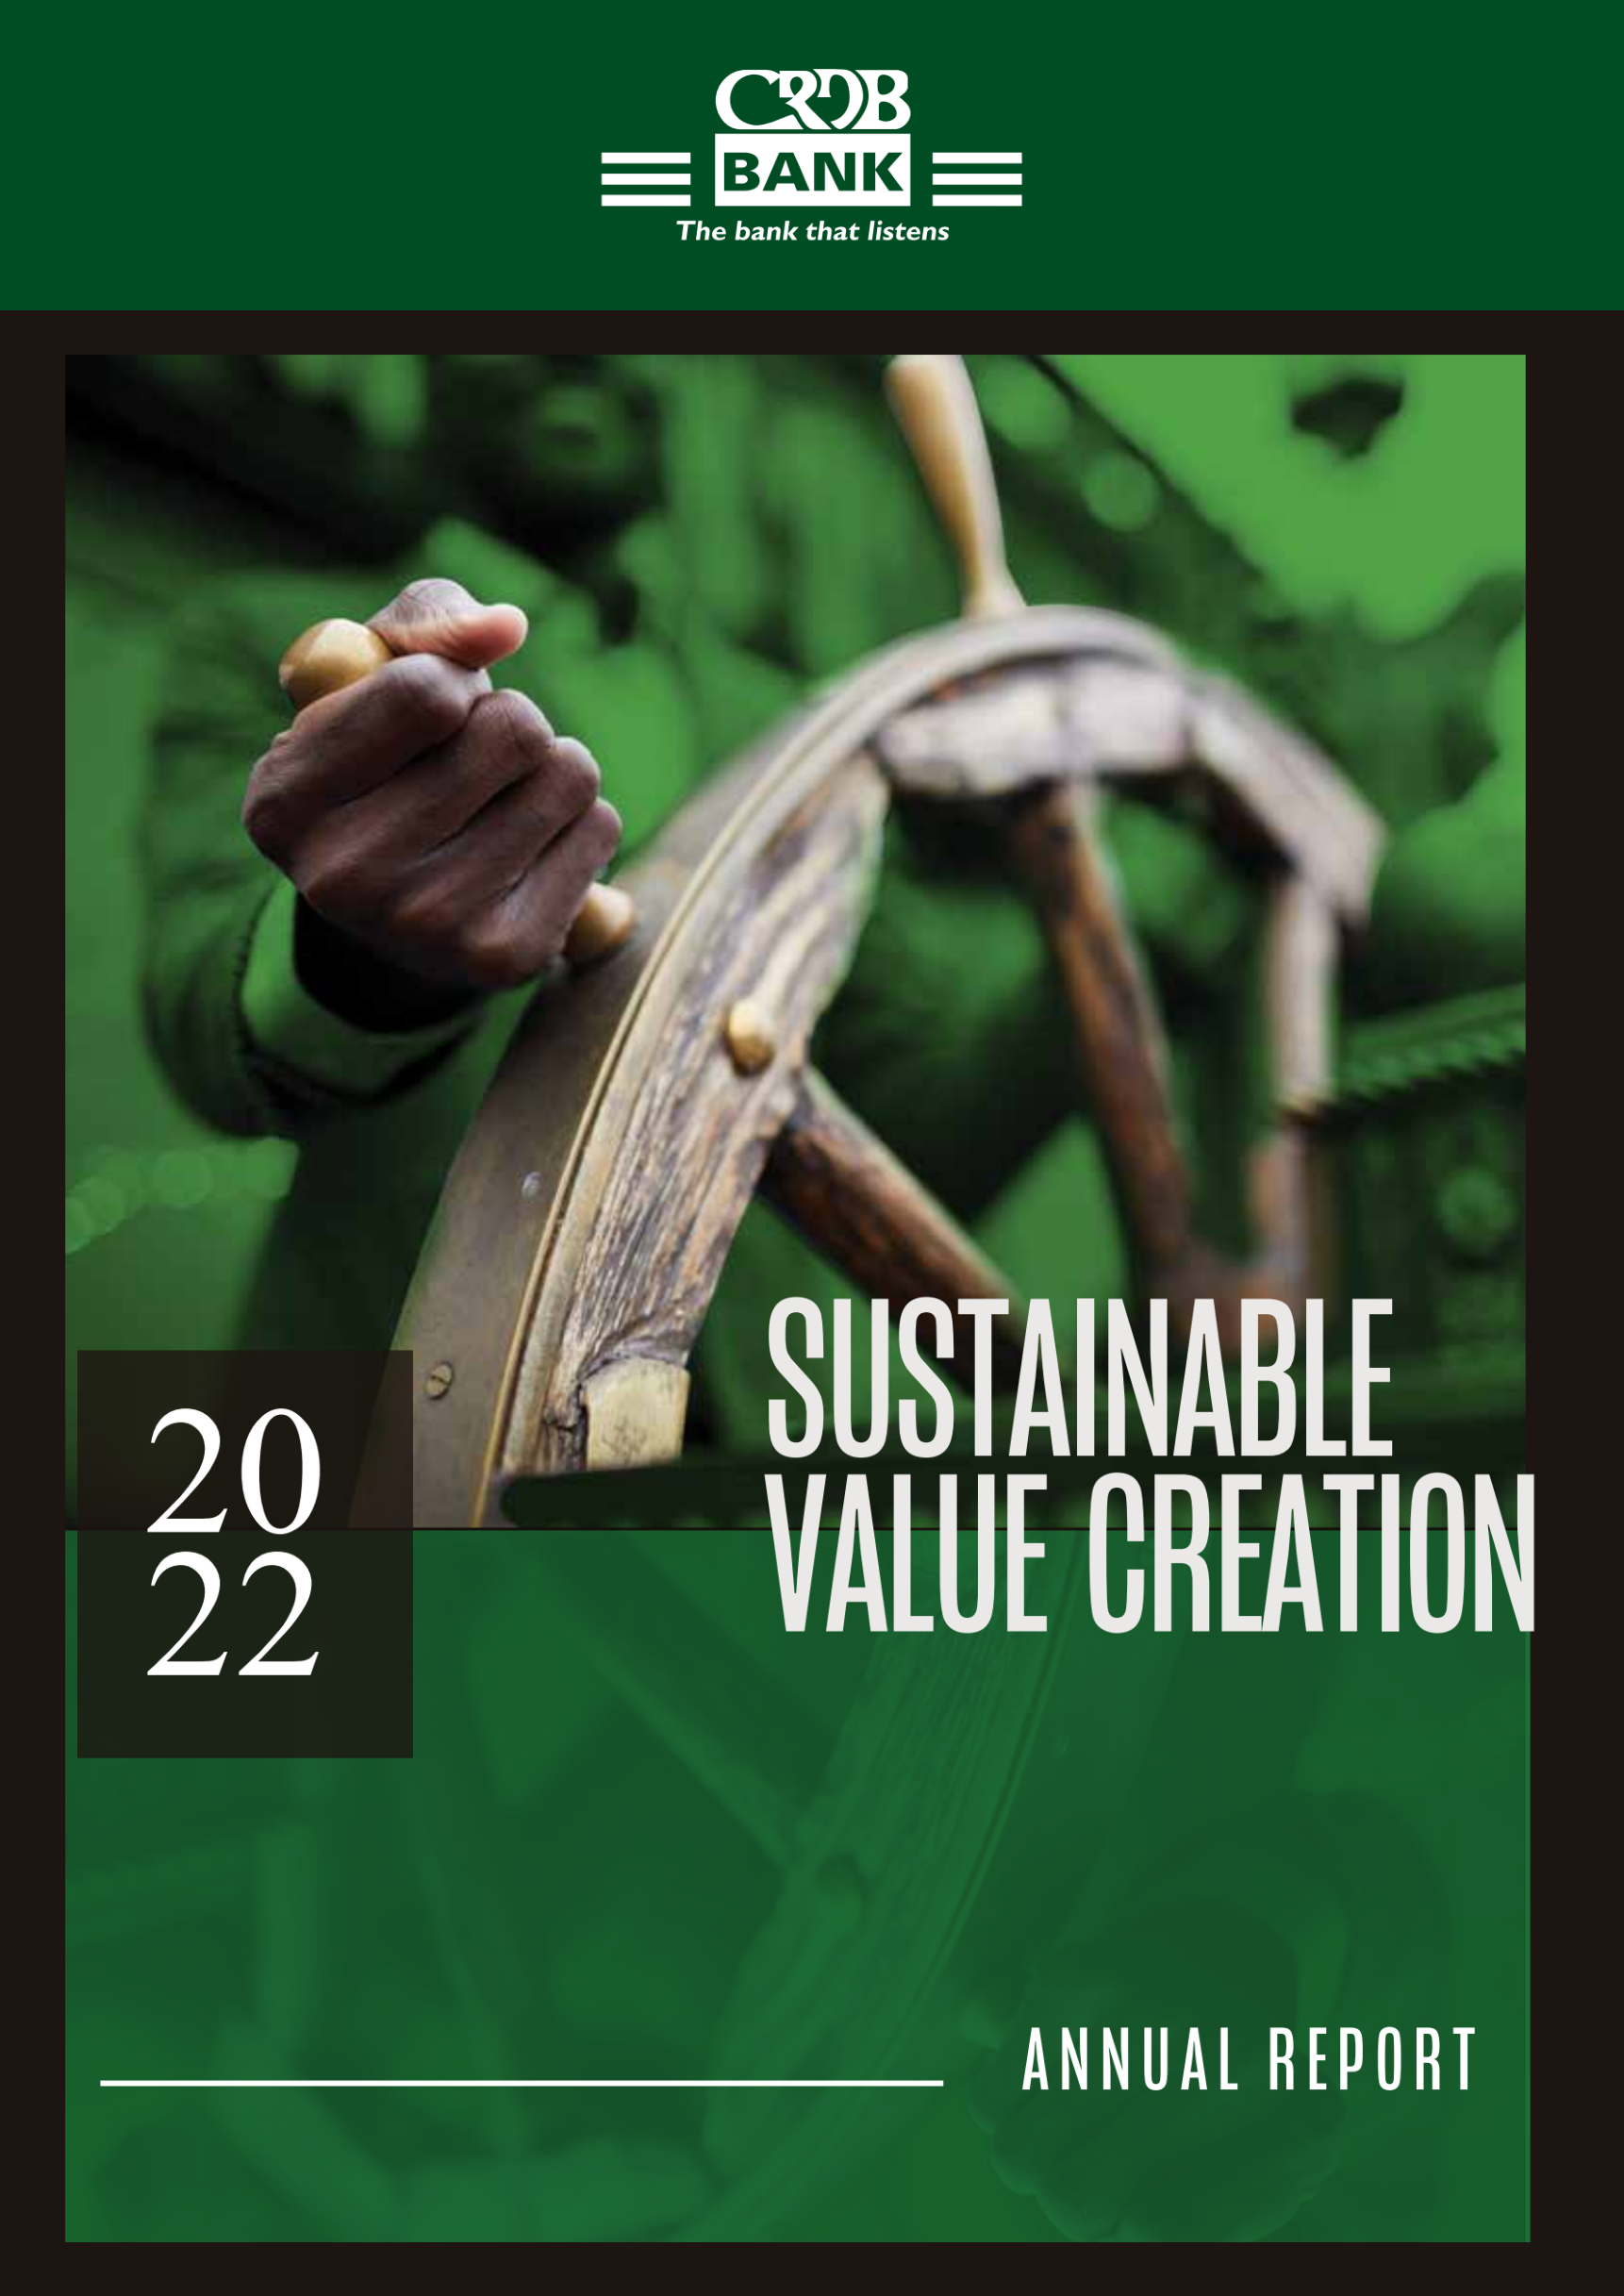 CRDB
BANK
The bank that listens
SUSTAINABLE
VALUE CREATION
20
22
ANNUAL REPORT